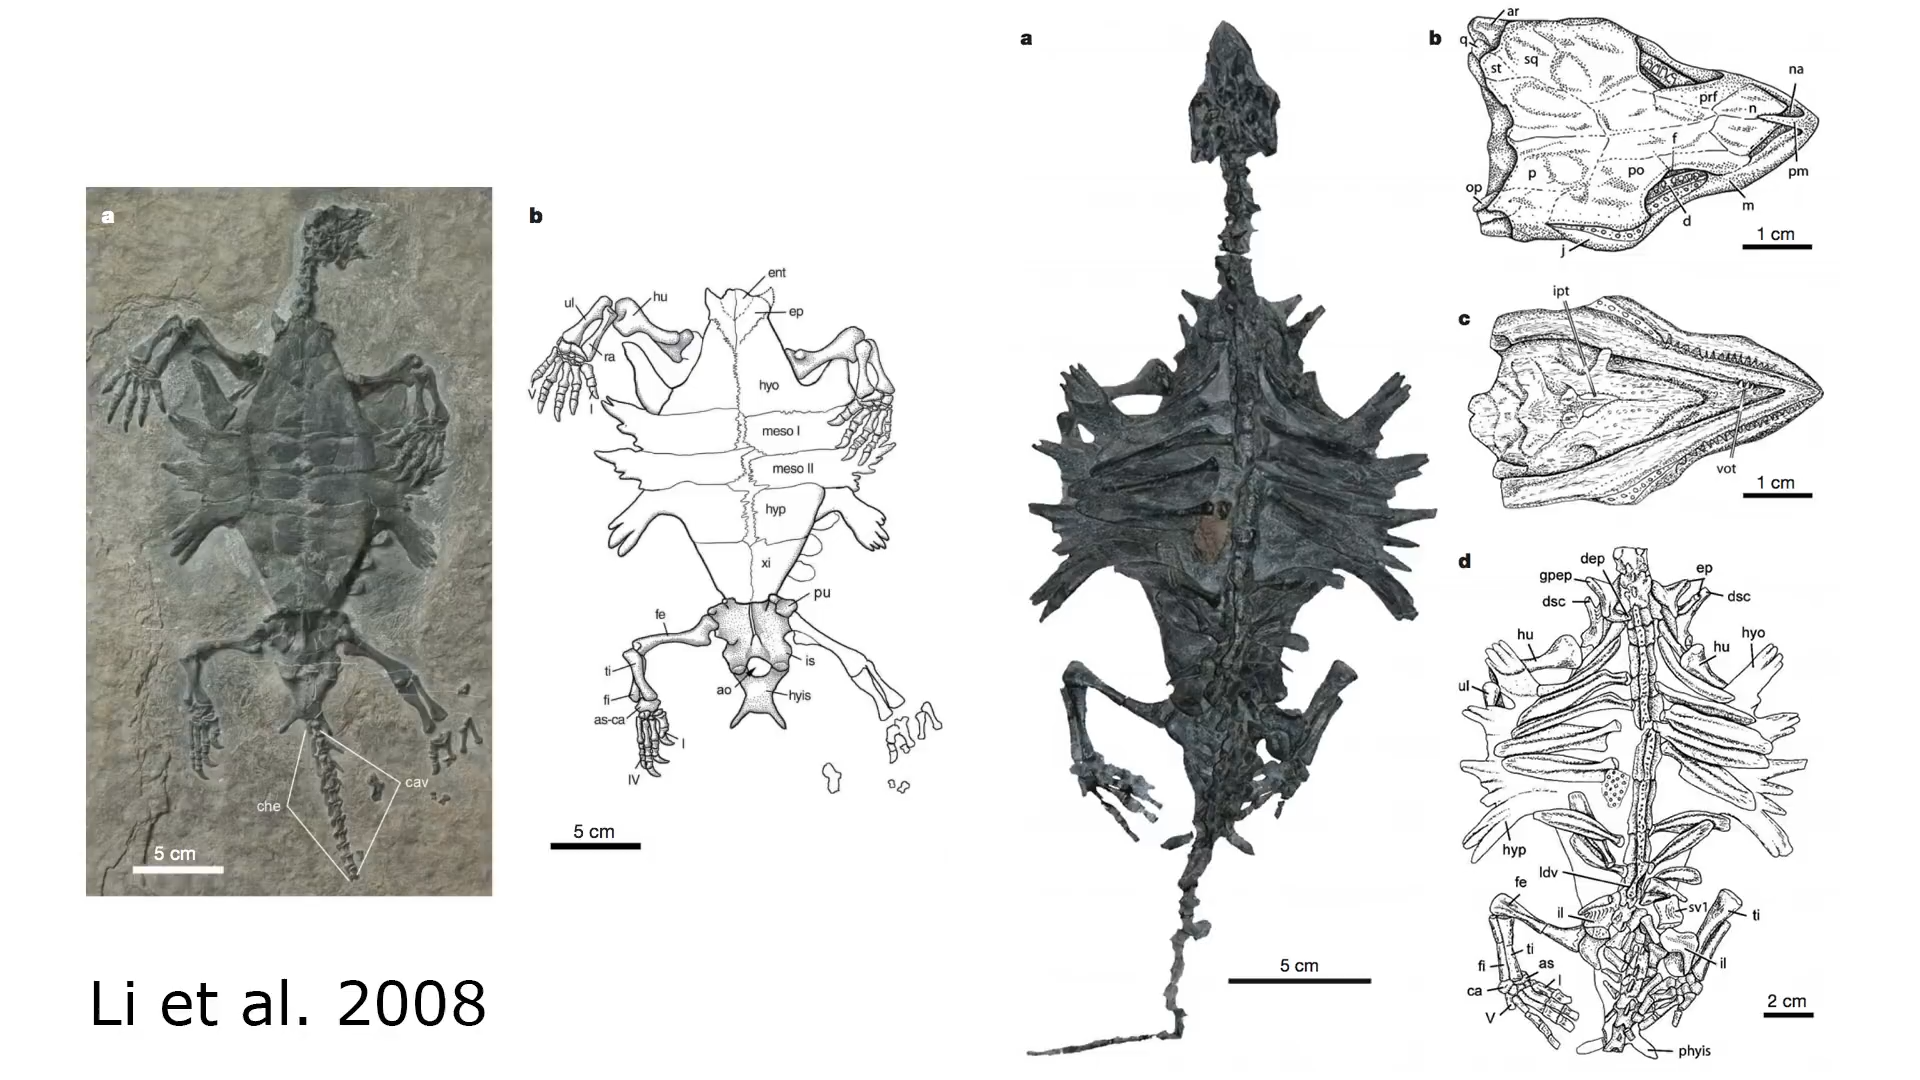 a
che
cav
5 cm
b
ent
ep
ul
hu
ra
V
I
hyo
meso I
meso II
hyp
xi
pu
fe
is
ti
ao
hyis
fi
as-ca
I
IV
5 cm
Li et al. 2008
a
5 cm
b
ar
q
st
sq
na
prf
n
f
p
po
pm
op
m
d
j
1 cm
c
ipt
vot
1 cm
d
dep
gpep
ep
dsc
dsc
hu
hu
hyo
ul
hyp
ldv
fe
il
sv1
ti
ti
fi
as
il
ca
I
V
2 cm
phyis